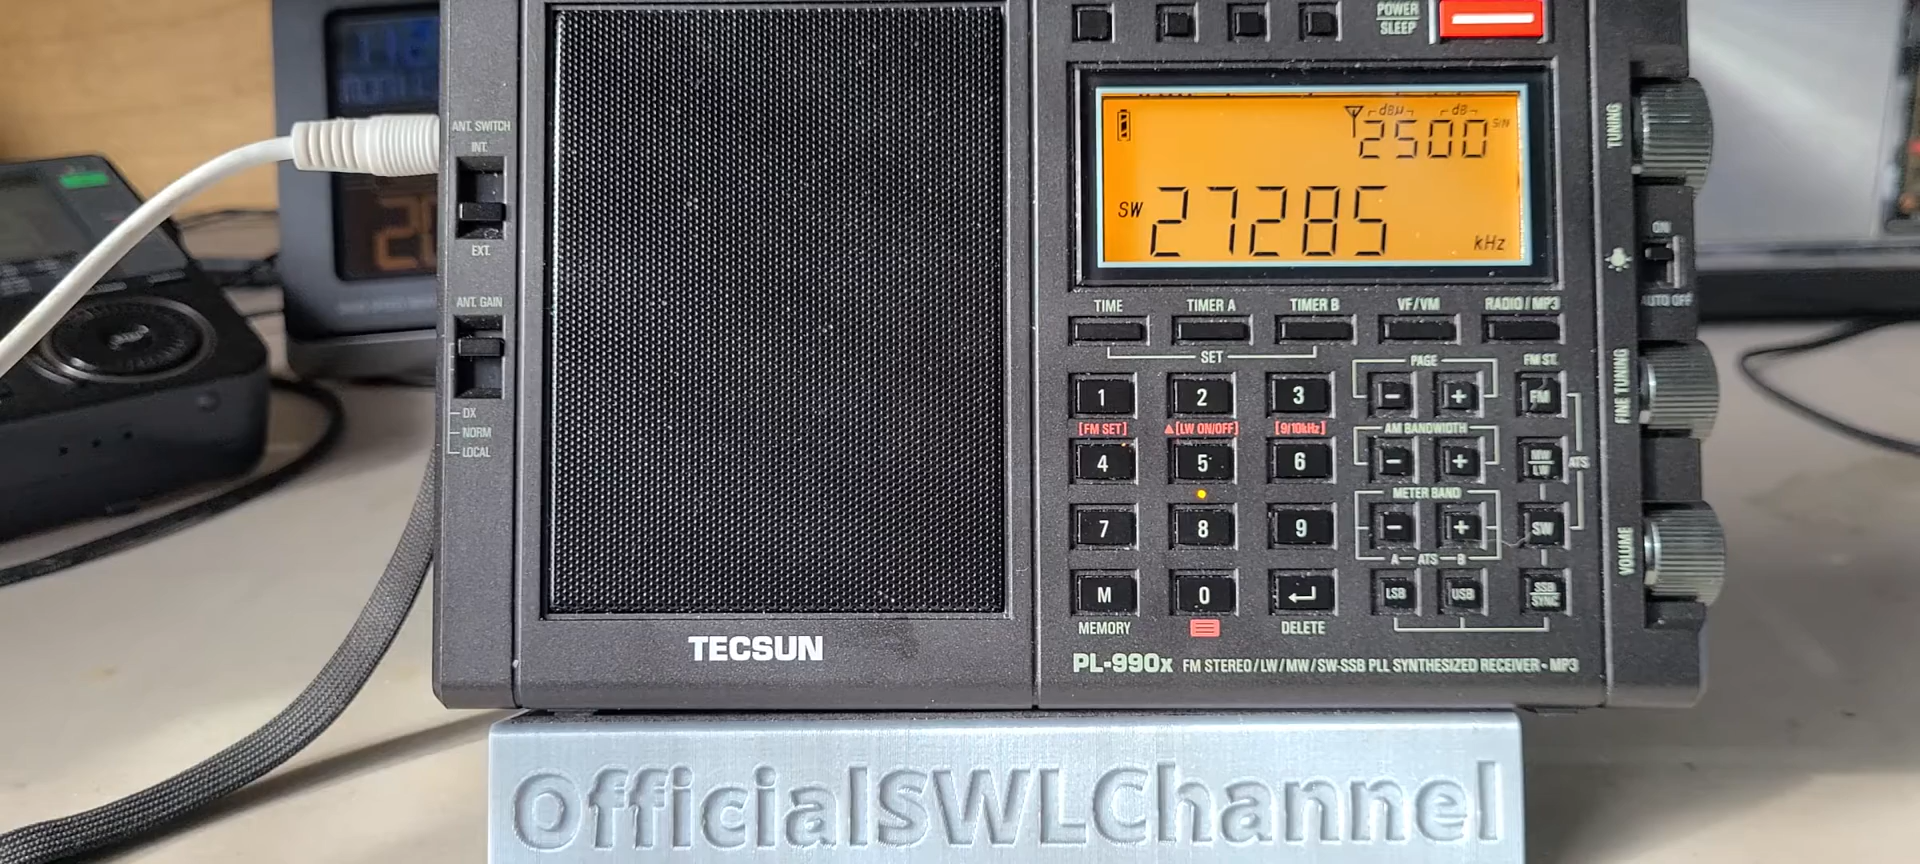 POWER
SLEEP
ANT. SWITCH
INT.
EXT.
ANT. GAIN
DX
NORM
LOCAL
dBμ dB
2500 S/N
SW 27285 kHz
TUNING
ON
AUTO OFF
FINE TUNING
VOLUME
TIME TIMER A TIMER B VF/VM RADIO / MP3
SET
PAGE FM ST.
1 2 3 - + FM
[FM SET] [LW ON/OFF] [9/10kHz] AM BANDWIDTH
4 5 6 - + MW LW ATS
METER BAND
7 8 9 - + SW
A ATS B
M 0 LSB USB SSB SYNC
MEMORY DELETE
TECSUN
PL-990x FM STEREO/LW/MW/SW-SSB PLL SYNTHESIZED RECEIVER - MP3
OfficialSWLChannel